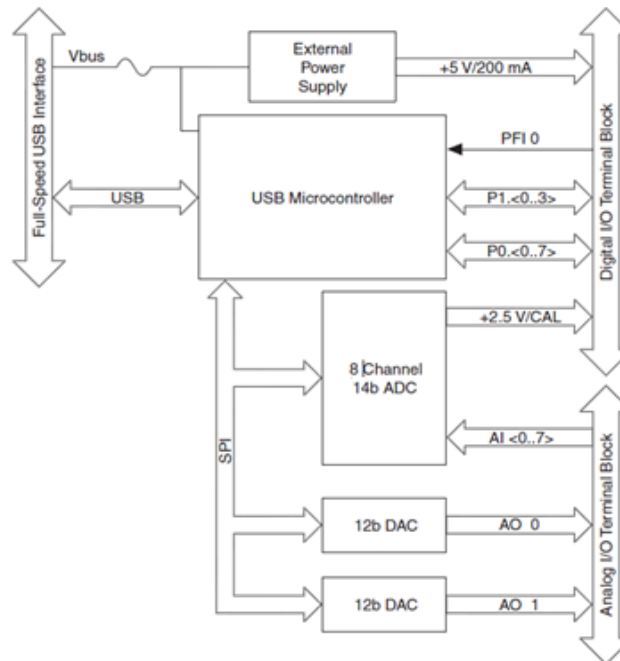 Full-Speed USB Interface
Vbus
External
Power
Supply
+5 V/200 mA
Digital I/O Terminal Block
PFI 0
USB
USB Microcontroller
P1.<0..3>
P0.<0..7>
+2.5 V/CAL
8 Channel
14b ADC
SPI
AI <0..7>
Analog I/O Terminal Block
12b DAC
AO 0
12b DAC
AO 1